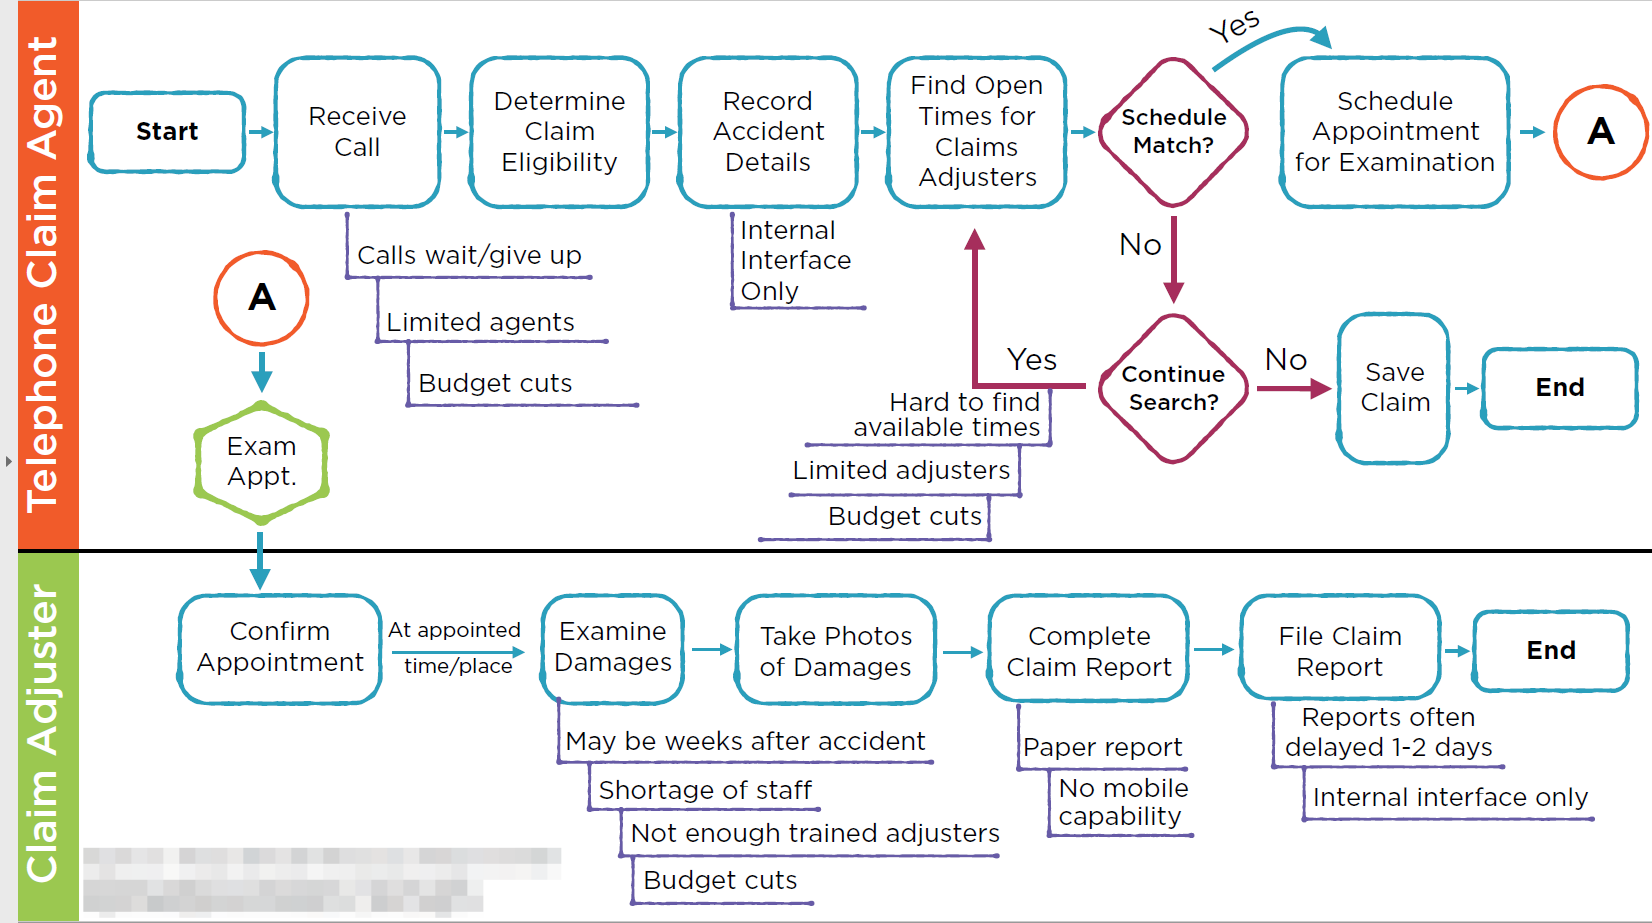 Telephone Claim Agent
Start
Receive
Call
Determine
Claim
Eligibility
Record
Accident
Details
Find Open
Times for
Claims
Adjusters
Schedule
Match?
Yes
Schedule
Appointment
for Examination
A
Calls wait/give up
Limited agents
Budget cuts
Internal
Interface
Only
No
Continue
Search?
Yes
Hard to find
available times
Limited adjusters
Budget cuts
No
Save
Claim
End
A
Exam
Appt.
Claim Adjuster
Confirm
Appointment
At appointed
time/place
Examine
Damages
Take Photos
of Damages
Complete
Claim Report
File Claim
Report
End
May be weeks after accident
Shortage of staff
Not enough trained adjusters
Budget cuts
Paper report
No mobile
capability
Reports often
delayed 1-2 days
Internal interface only